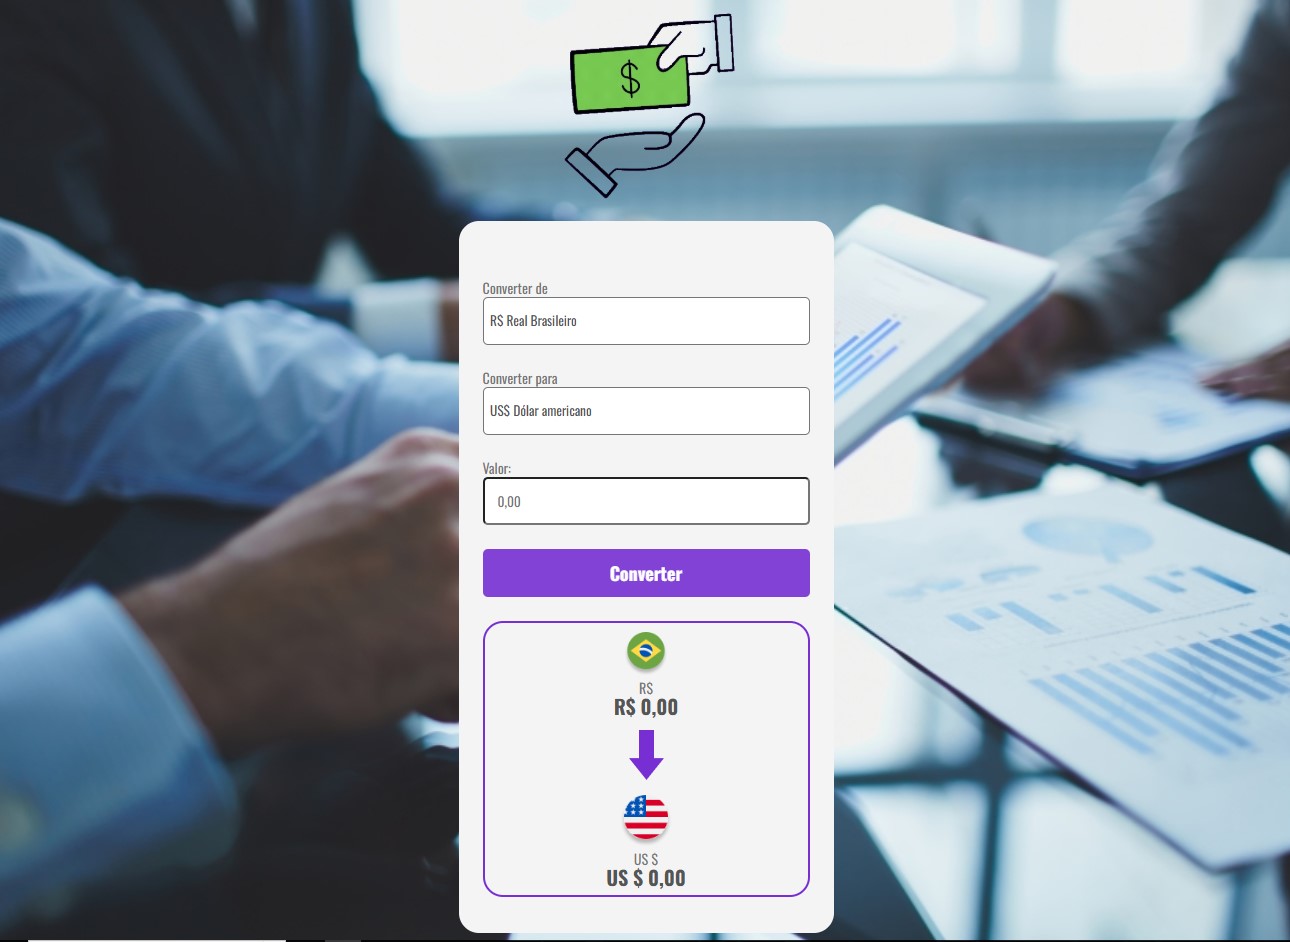 $
Converter de
R$ Real Brasileiro
Converter para
US$ Dólar americano
Valor:
0,00
Converter
R$
R$ 0,00
US $
US $ 0,00